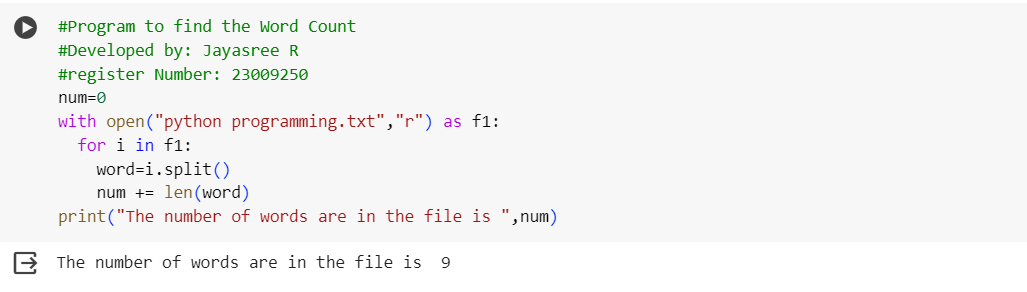 #Program to find the Word Count
#Developed by: Jayasree R
#register Number: 23009250
num=0
with open("python programming.txt","r") as f1:
  for i in f1:
    word=i.split()
    num += len(word)
print("The number of words are in the file is ",num)
The number of words are in the file is  9